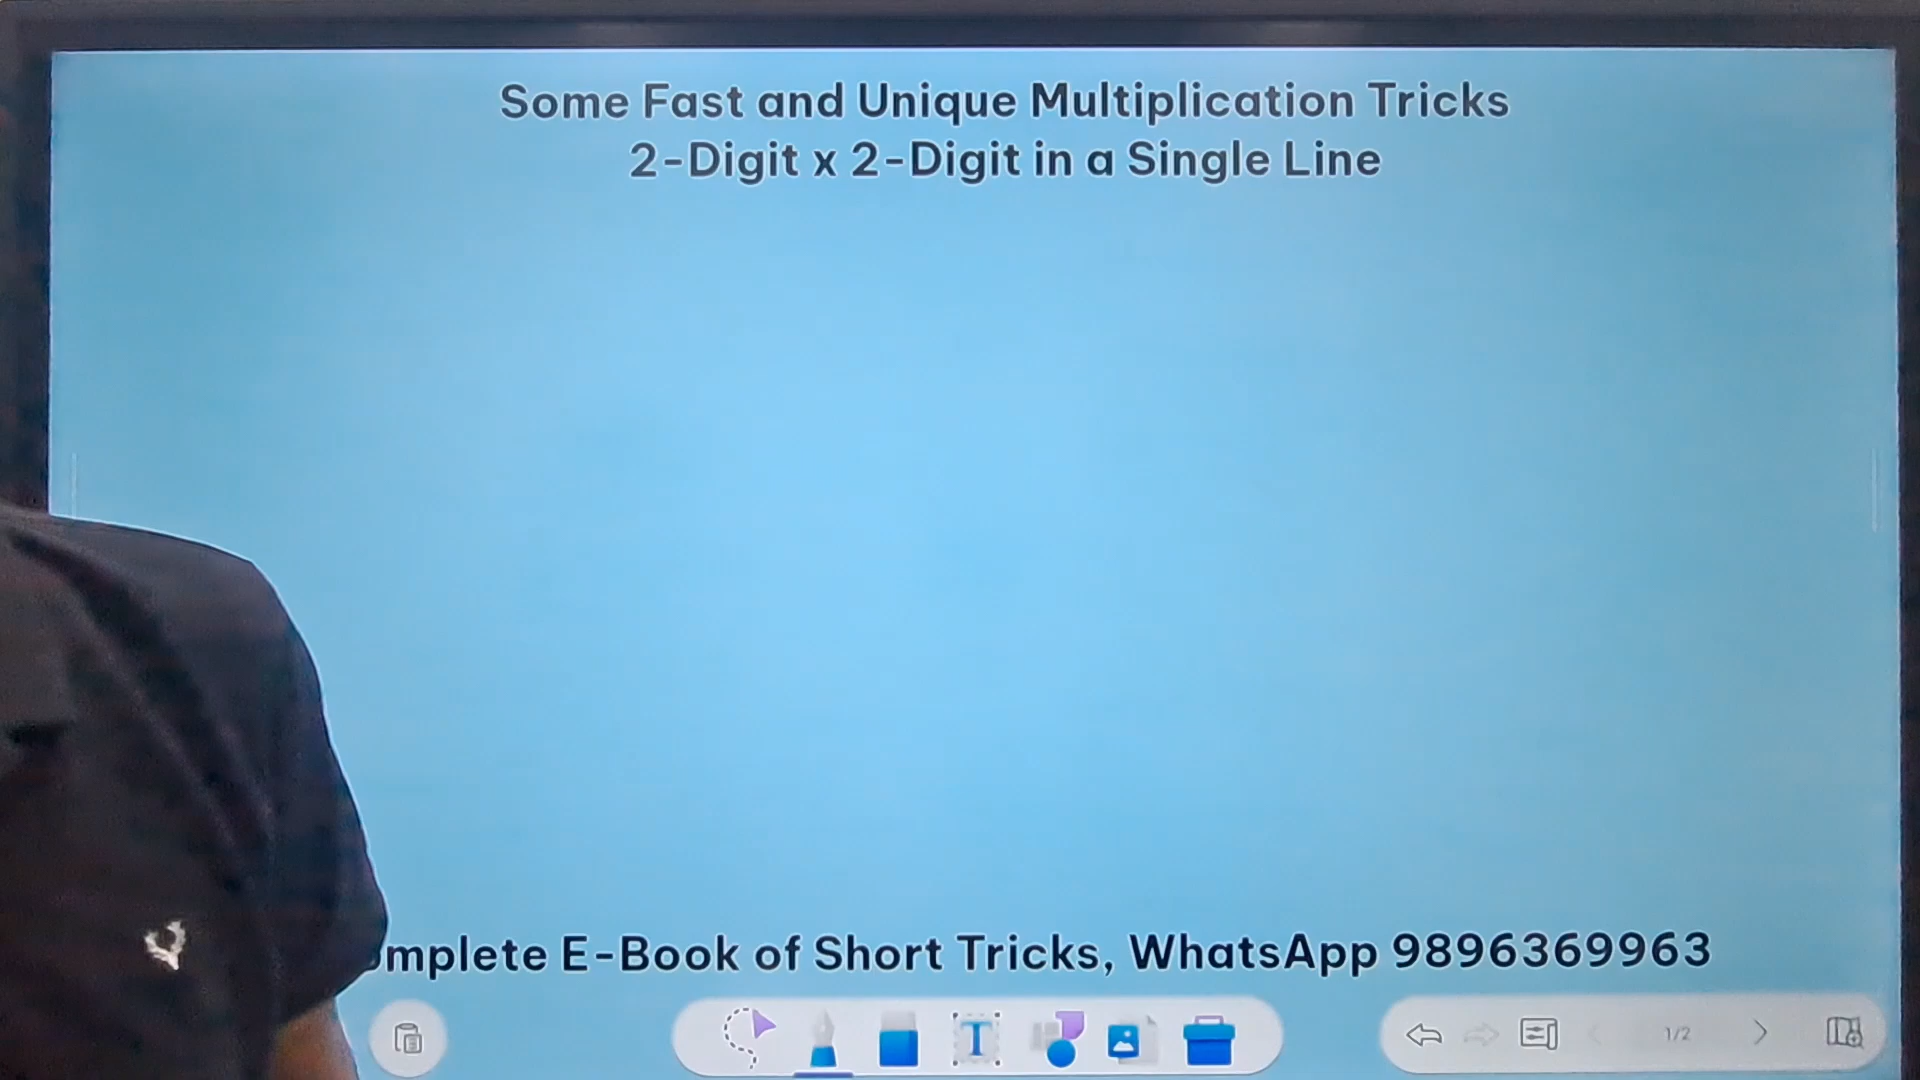 Some Fast and Unique Multiplication Tricks
2-Digit x 2-Digit in a Single Line
E-Book of Short Tricks, WhatsApp 9896369963
T
1/2